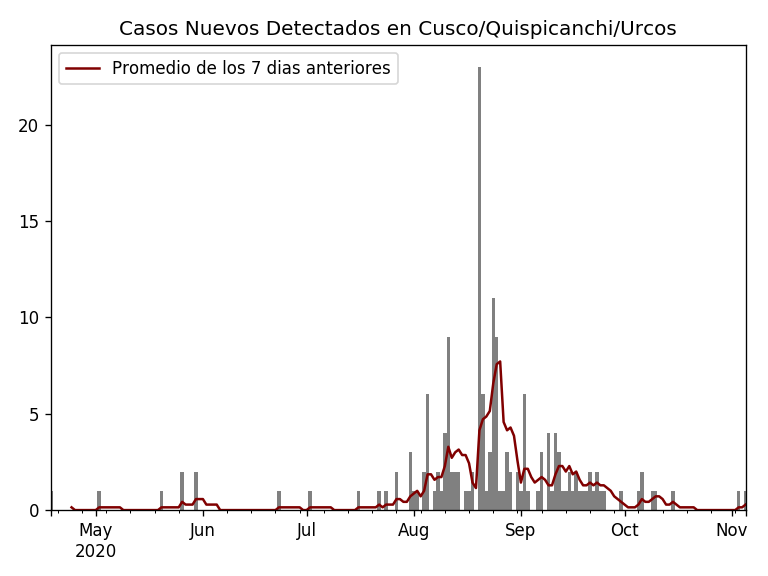 Casos Nuevos Detectados en Cusco/Quispicanchi/Urcos
Promedio de los 7 dias anteriores
20
15
10
5
0
May Jun Jul Aug Sep Oct Nov
2020